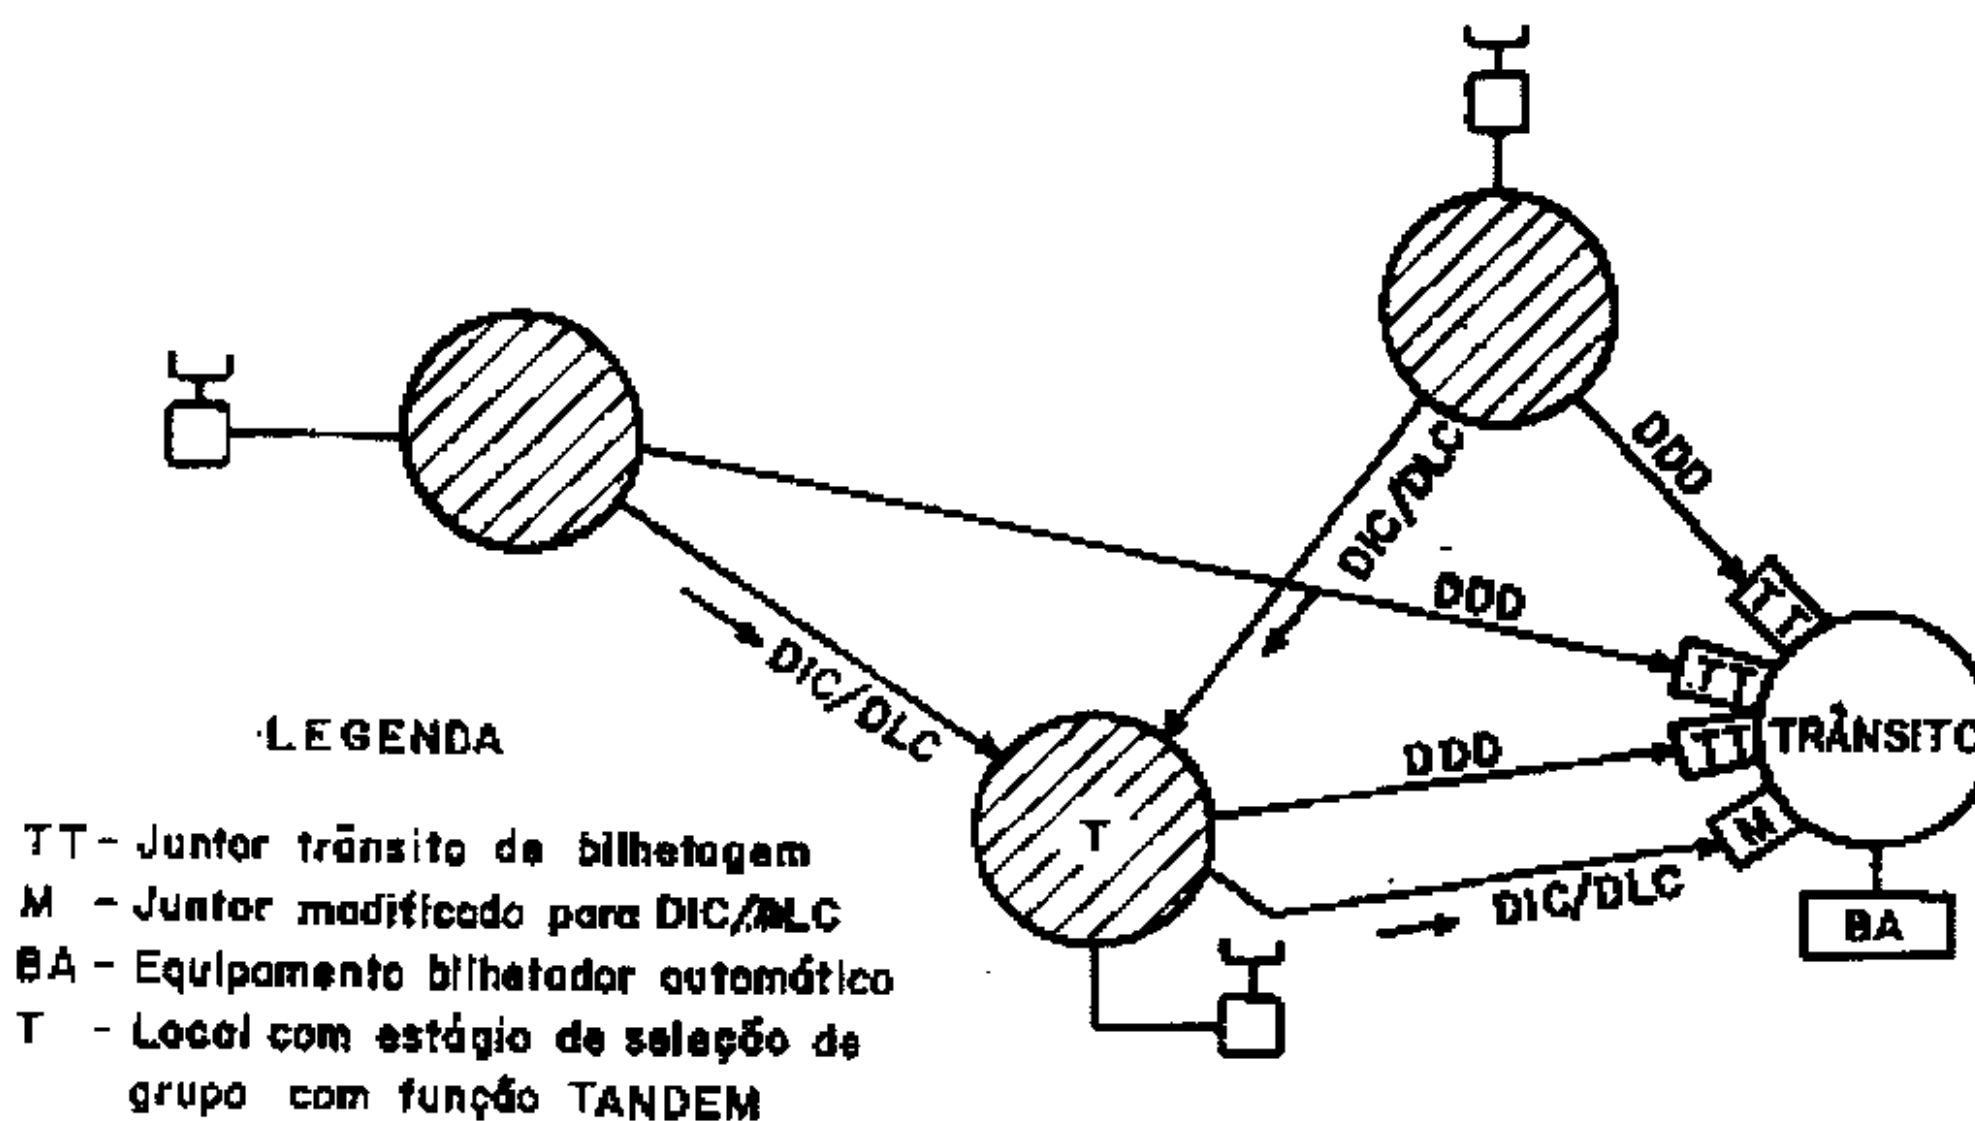 DDD
DIC/DLC
DDD
DIC/DLC
TT
TT
TT
TRÂNSITO
DDD
T
M
DIC/DLC
BA
LEGENDA
TT - Juntor trânsito de bilhetagem
M - Juntor modificado para DIC/DLC
BA - Equipamento bilhetador automático
T - Local com estágio de seleção de
grupo com função TANDEM